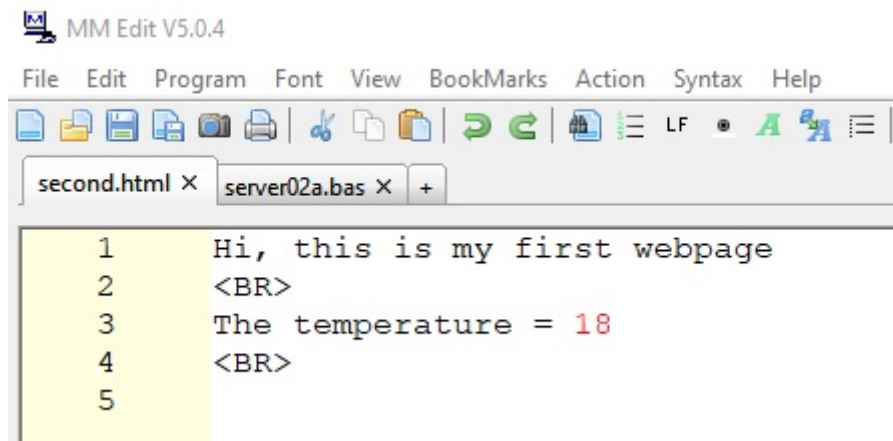 MM Edit V5.0.4
File Edit Program Font View BookMarks Action Syntax Help
LF A
second.html × server02a.bas × +
1 Hi, this is my first webpage
2 <BR>
3 The temperature = 18
4 <BR>
5